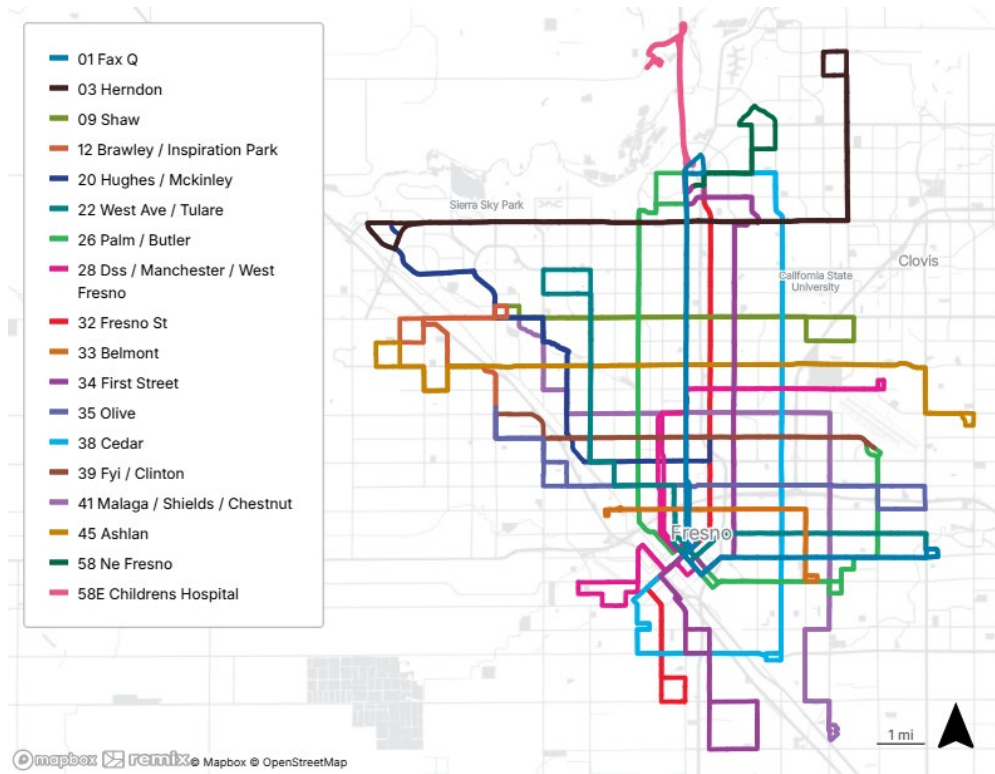 01 Fax Q
03 Herndon
09 Shaw
12 Brawley / Inspiration Park
20 Hughes / Mckinley
22 West Ave / Tulare
26 Palm / Butler
28 Dss / Manchester / West
Fresno
32 Fresno St
33 Belmont
34 First Street
35 Olive
38 Cedar
39 Fyi / Clinton
41 Malaga / Shields / Chestnut
45 Ashlan
58 Ne Fresno
58E Childrens Hospital
Sierra Sky Park
Clovis
California State
University
Fresno
1 mi
mapbox remix © Mapbox © OpenStreetMap